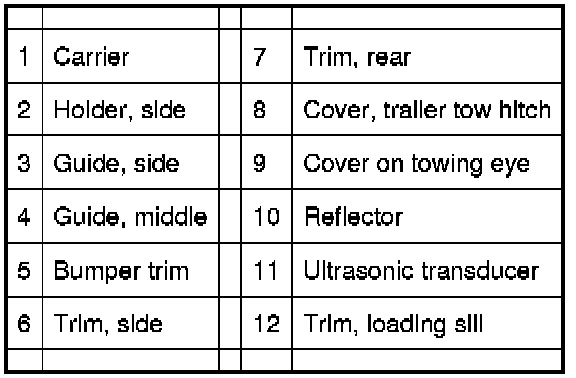 1 Carrier 7 Trim, rear
2 Holder, side 8 Cover, trailer tow hitch
3 Guide, side 9 Cover on towing eye
4 Guide, middle 10 Reflector
5 Bumper trim 11 Ultrasonic transducer
6 Trim, side 12 Trim, loading sill